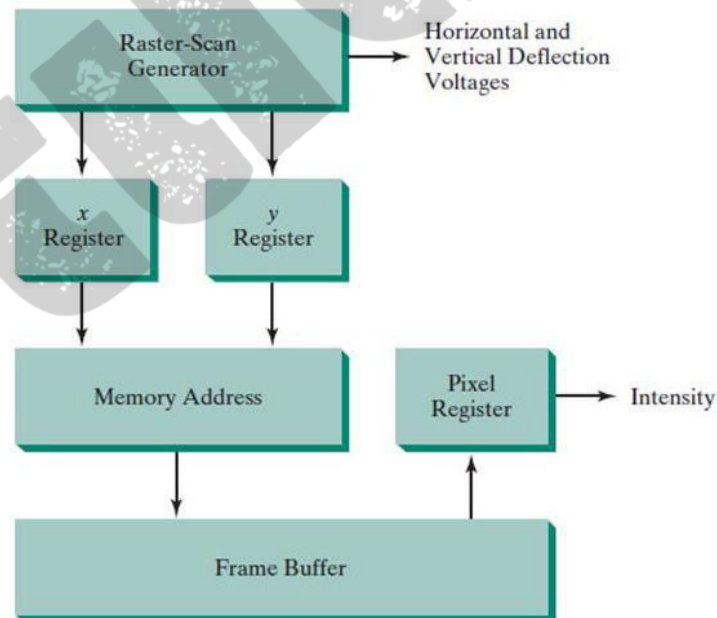 Raster-Scan
Generator
Horizontal and
Vertical Deflection
Voltages
x
Register
y
Register
Memory Address
Pixel
Register
Intensity
Frame Buffer